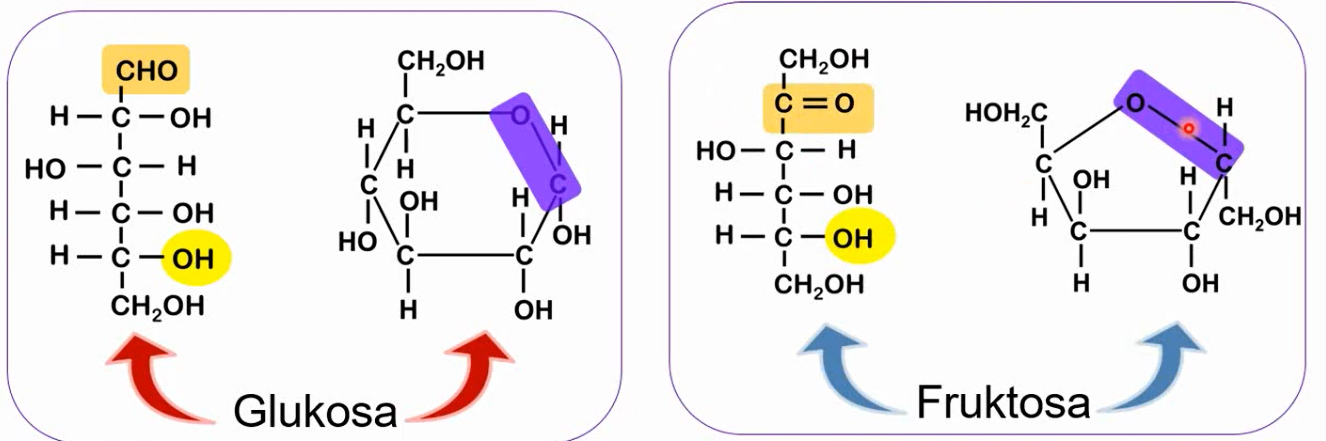 CHO
H — C — OH
HO — C — H
H — C — OH
H — C — OH
CH₂OH
CH₂OH
O
H
H
C
H
C
C
OH
H
HO
OH
C
C
H
OH
Glukosa
CH₂OH
C = O
HO — C — H
H — C — OH
H — C — OH
CH₂OH
HOH₂C
O
H
C
C
OH
H
H
CH₂OH
C
C
H
OH
Fruktosa